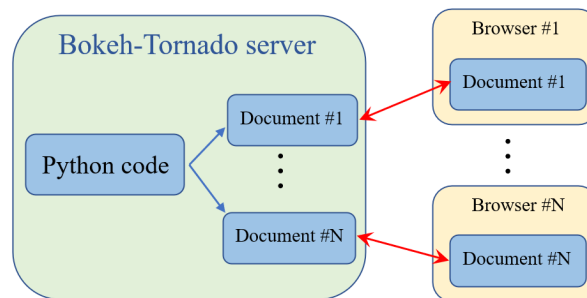 Bokeh-Tornado server
Python code
Document #1
Document #N
Browser #1
Document #1
Browser #N
Document #N